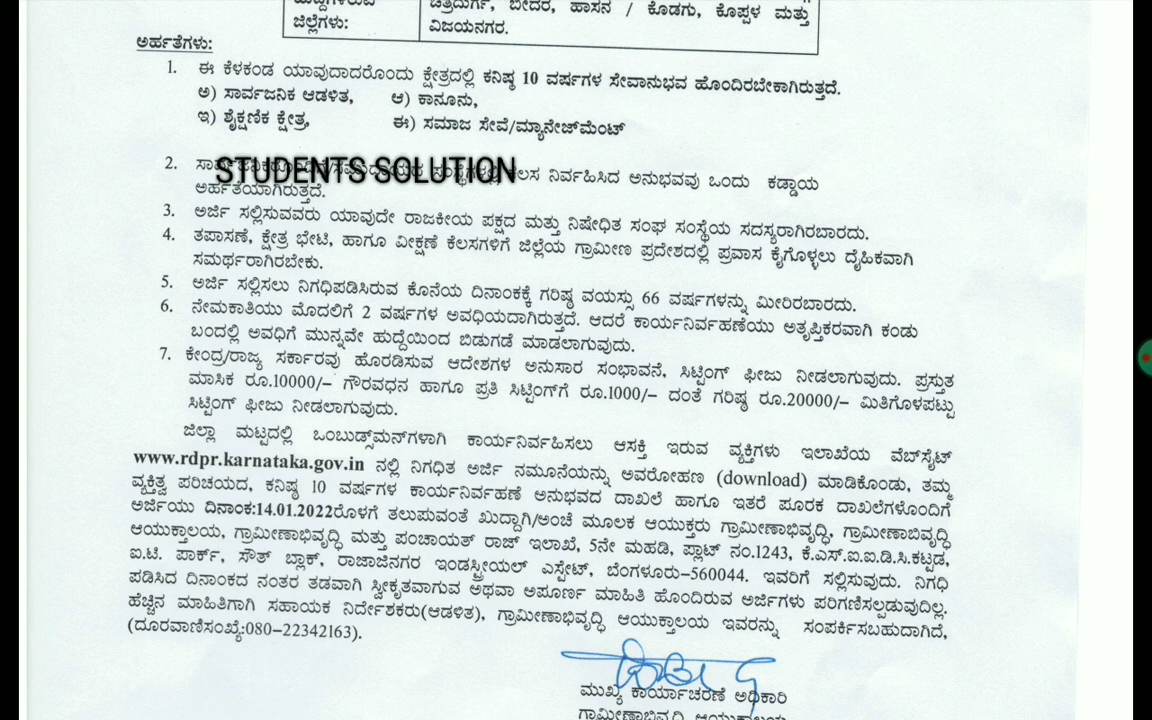 ಜಿಲ್ಲೆಗಳು:
ಚಿತ್ರದುರ್ಗ, ಬೀದರ, ಹಾಸನ / ಕೊಡಗು, ಕೊಪ್ಪಳ ಮತ್ತು
ವಿಜಯನಗರ.
ಅರ್ಹತೆಗಳು:
1. ಈ ಕೆಳಕಂಡ ಯಾವುದಾದರೊಂದು ಕ್ಷೇತ್ರದಲ್ಲಿ ಕನಿಷ್ಠ 10 ವರ್ಷಗಳ ಸೇವಾನುಭವ ಹೊಂದಿರಬೇಕಾಗಿರುತ್ತದೆ.
ಅ) ಸಾರ್ವಜನಿಕ ಆಡಳಿತ, ಆ) ಕಾನೂನು,
ಇ) ಶೈಕ್ಷಣಿಕ ಕ್ಷೇತ್ರ, ಈ) ಸಮಾಜ ಸೇವೆ/ಮ್ಯಾನೇಜ್‌ಮೆಂಟ್
STUDENTS SOLUTION
2. ಕೆಲಸ ನಿರ್ವಹಿಸಿದ ಅನುಭವವು ಒಂದು ಕಡ್ಡಾಯ
ಅರ್ಹತೆಯಾಗಿರುತ್ತದೆ.
3. ಅರ್ಜಿ ಸಲ್ಲಿಸುವವರು ಯಾವುದೇ ರಾಜಕೀಯ ಪಕ್ಷದ ಮತ್ತು ನಿಷೇಧಿತ ಸಂಘ ಸಂಸ್ಥೆಯ ಸದಸ್ಯರಾಗಿರಬಾರದು.
4. ತಪಾಸಣೆ, ಕ್ಷೇತ್ರ ಭೇಟಿ, ಹಾಗೂ ವೀಕ್ಷಣೆ ಕೆಲಸಗಳಿಗೆ ಜಿಲ್ಲೆಯ ಗ್ರಾಮೀಣ ಪ್ರದೇಶದಲ್ಲಿ ಪ್ರವಾಸ ಕೈಗೊಳ್ಳಲು ದೈಹಿಕವಾಗಿ
ಸಮರ್ಥರಾಗಿರಬೇಕು.
5. ಅರ್ಜಿ ಸಲ್ಲಿಸಲು ನಿಗಧಿಪಡಿಸಿರುವ ಕೊನೆಯ ದಿನಾಂಕಕ್ಕೆ ಗರಿಷ್ಠ ವಯಸ್ಸು 66 ವರ್ಷಗಳನ್ನು ಮೀರಿರಬಾರದು.
6. ನೇಮಕಾತಿಯು ಮೊದಲಿಗೆ 2 ವರ್ಷಗಳ ಅವಧಿಯದಾಗಿರುತ್ತದೆ. ಆದರೆ ಕಾರ್ಯನಿರ್ವಹಣೆಯು ಅತೃಪ್ತಿಕರವಾಗಿ ಕಂಡು
ಬಂದಲ್ಲಿ ಅವಧಿಗೆ ಮುನ್ನವೇ ಹುದ್ದೆಯಿಂದ ಬಿಡುಗಡೆ ಮಾಡಲಾಗುವುದು.
7. ಕೇಂದ್ರ/ರಾಜ್ಯ ಸರ್ಕಾರವು ಹೊರಡಿಸುವ ಆದೇಶಗಳ ಅನುಸಾರ ಸಂಭಾವನೆ, ಸಿಟ್ಟಿಂಗ್ ಫೀಜು ನೀಡಲಾಗುವುದು. ಪ್ರಸ್ತುತ
ಮಾಸಿಕ ರೂ.10000/– ಗೌರವಧನ ಹಾಗೂ ಪ್ರತಿ ಸಿಟ್ಟಿಂಗ್‌ಗೆ ರೂ.1000/– ದಂತೆ ಗರಿಷ್ಠ ರೂ.20000/– ಮಿತಿಗೊಳಪಟ್ಟು
ಸಿಟ್ಟಿಂಗ್ ಫೀಜು ನೀಡಲಾಗುವುದು.
ಜಿಲ್ಲಾ ಮಟ್ಟದಲ್ಲಿ ಒಂಬುಡ್ಸ್‌ಮನ್‌ಗಳಾಗಿ ಕಾರ್ಯನಿರ್ವಹಿಸಲು ಆಸಕ್ತಿ ಇರುವ ವ್ಯಕ್ತಿಗಳು ಇಲಾಖೆಯ ವೆಬ್‌ಸೈಟ್
www.rdpr.karnataka.gov.in ನಲ್ಲಿ ನಿಗಧಿತ ಅರ್ಜಿ ನಮೂನೆಯನ್ನು ಅವರೋಹಣ (download) ಮಾಡಿಕೊಂಡು, ತಮ್ಮ
ವ್ಯಕ್ತಿತ್ವ ಪರಿಚಯದ, ಕನಿಷ್ಠ 10 ವರ್ಷಗಳ ಕಾರ್ಯನಿರ್ವಹಣೆ ಅನುಭವದ ದಾಖಲೆ ಹಾಗೂ ಇತರೆ ಪೂರಕ ದಾಖಲೆಗಳೊಂದಿಗೆ
ಅರ್ಜಿಯು ದಿನಾಂಕ:14.01.2022ರೊಳಗೆ ತಲುಪುವಂತೆ ಖುದ್ದಾಗಿ/ಅಂಚೆ ಮೂಲಕ ಆಯುಕ್ತರು ಗ್ರಾಮೀಣಾಭಿವೃದ್ಧಿ, ಗ್ರಾಮೀಣಾಬಿವೃದ್ಧಿ
ಆಯುಕ್ತಾಲಯ, ಗ್ರಾಮೀಣಾಭಿವೃದ್ಧಿ ಮತ್ತು ಪಂಚಾಯತ್ ರಾಜ್ ಇಲಾಖೆ, 5ನೇ ಮಹಡಿ, ಪ್ಲಾಟ್ ನಂ.1243, ಕೆ.ಎಸ್.ಐ.ಐ.ಡಿ.ಸಿ.ಕಟ್ಟಡ,
ಐ.ಟಿ. ಪಾರ್ಕ್, ಸೌತ್ ಬ್ಲಾಕ್, ರಾಜಾಜಿನಗರ ಇಂಡಸ್ಟ್ರೀಯಲ್ ಎಸ್ಟೇಟ್, ಬೆಂಗಳೂರು–560044. ಇವರಿಗೆ ಸಲ್ಲಿಸುವುದು. ನಿಗಧಿ
ಪಡಿಸಿದ ದಿನಾಂಕದ ನಂತರ ತಡವಾಗಿ ಸ್ವೀಕೃತವಾಗುವ ಅಥವಾ ಅಪೂರ್ಣ ಮಾಹಿತಿ ಹೊಂದಿರುವ ಅರ್ಜಿಗಳು ಪರಿಗಣಿಸಲ್ಪಡುವುದಿಲ್ಲ.
ಹೆಚ್ಚಿನ ಮಾಹಿತಿಗಾಗಿ ಸಹಾಯಕ ನಿರ್ದೇಶಕರು(ಆಡಳಿತ), ಗ್ರಾಮೀಣಾಭಿವೃದ್ಧಿ ಆಯುಕ್ತಾಲಯ ಇವರನ್ನು ಸಂಪರ್ಕಿಸಬಹುದಾಗಿದೆ,
(ದೂರವಾಣಿಸಂಖ್ಯೆ:080–22342163).
ಮುಖ್ಯ ಕಾರ್ಯಾಚರಣೆ ಅಧಿಕಾರಿ
ಗ್ರಾಮೀಣಾಭಿವೃದ್ಧಿ ಆಯುಕ್ತಾಲಯ